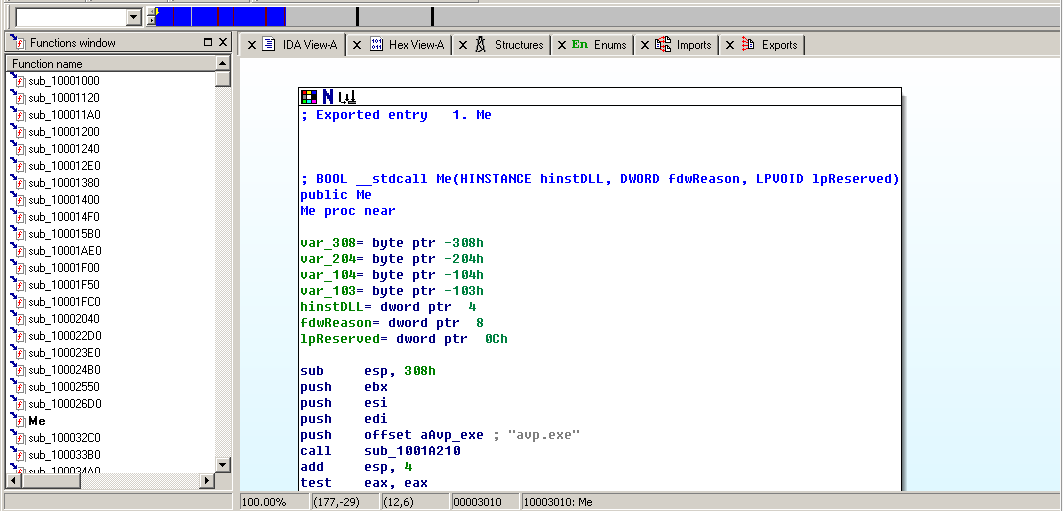 Functions window
IDA View-A
Hex View-A
Structures
En Enums
Imports
Exports
Function name
sub_10001000
sub_10001120
sub_100011A0
sub_10001200
sub_10001240
sub_100012E0
sub_10001380
sub_10001400
sub_100014F0
sub_100015B0
sub_10001AE0
sub_10001F00
sub_10001F50
sub_10001FC0
sub_10002040
sub_100022D0
sub_100023E0
sub_100024B0
sub_10002550
sub_100026D0
Me
sub_100032C0
sub_100033B0
sub_100034A0
; Exported entry   1. Me
; BOOL __stdcall Me(HINSTANCE hinstDLL, DWORD fdwReason, LPVOID lpReserved)
public Me
Me proc near
var_308= byte ptr -308h
var_204= byte ptr -204h
var_104= byte ptr -104h
var_103= byte ptr -103h
hinstDLL= dword ptr  4
fdwReason= dword ptr  8
lpReserved= dword ptr  0Ch
sub     esp, 308h
push    ebx
push    esi
push    edi
push    offset aAvp_exe ; "avp.exe"
call    sub_1001A210
add     esp, 4
test    eax, eax
100.00%
(177,-29)
(12,6)
00003010
10003010: Me